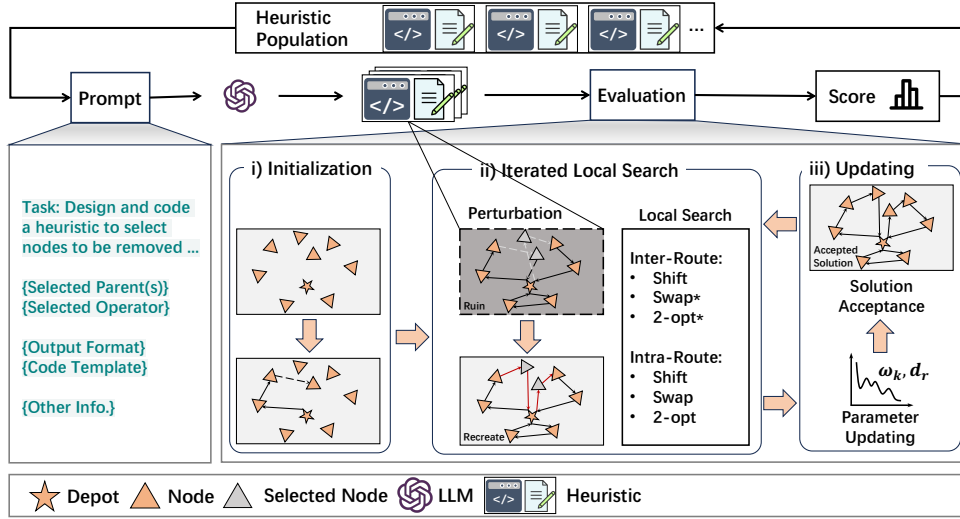 Heuristic
Population
...
Prompt
Evaluation
Score
Task: Design and code
a heuristic to select
nodes to be removed ...
{Selected Parent(s)}
{Selected Operator}
{Output Format}
{Code Template}
{Other Info.}
i) Initialization
ii) Iterated Local Search
Perturbation
Ruin
Recreate
Local Search
Inter-Route:
• Shift
• Swap*
• 2-opt*
Intra-Route:
• Shift
• Swap
• 2-opt
iii) Updating
Accepted
Solution
Solution
Acceptance
ω_k, d_r
Parameter
Updating
Depot
Node
Selected Node
LLM
Heuristic